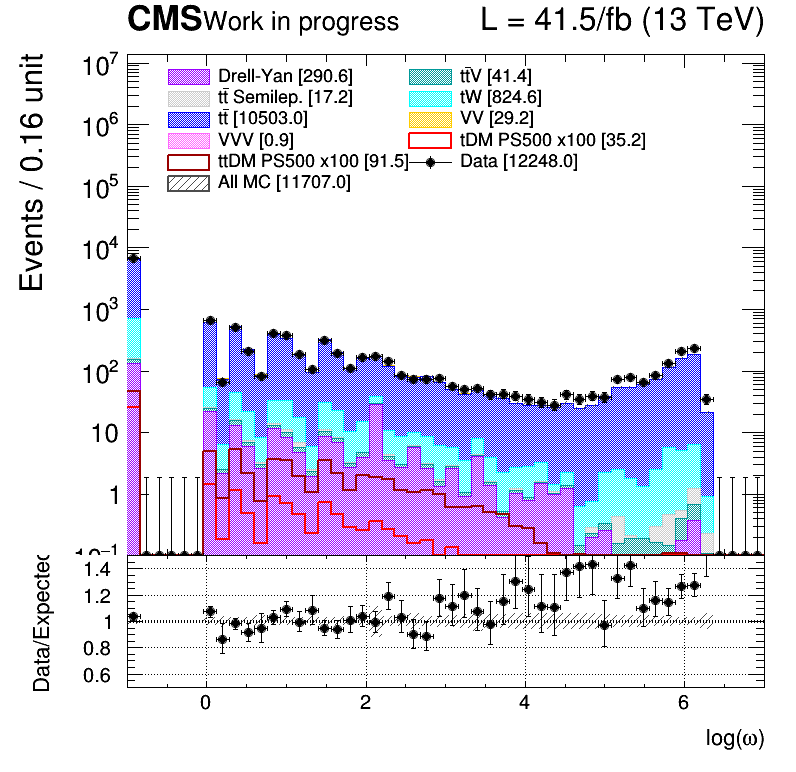 CMS Work in progress L = 41.5/fb (13 TeV)
Events / 0.16 unit
10⁷
10⁶
10⁵
10⁴
10³
10²
10
1
10⁻¹
Drell-Yan [290.6] tt̄V [41.4]
tt̄ Semilep. [17.2] tW [824.6]
tt̄ [10503.0] VV [29.2]
VVV [0.9] tDM PS500 x100 [35.2]
ttDM PS500 x100 [91.5] Data [12248.0]
All MC [11707.0]
Data/Expected
1.4
1.2
1
0.8
0.6
0 2 4 6
log(ω)